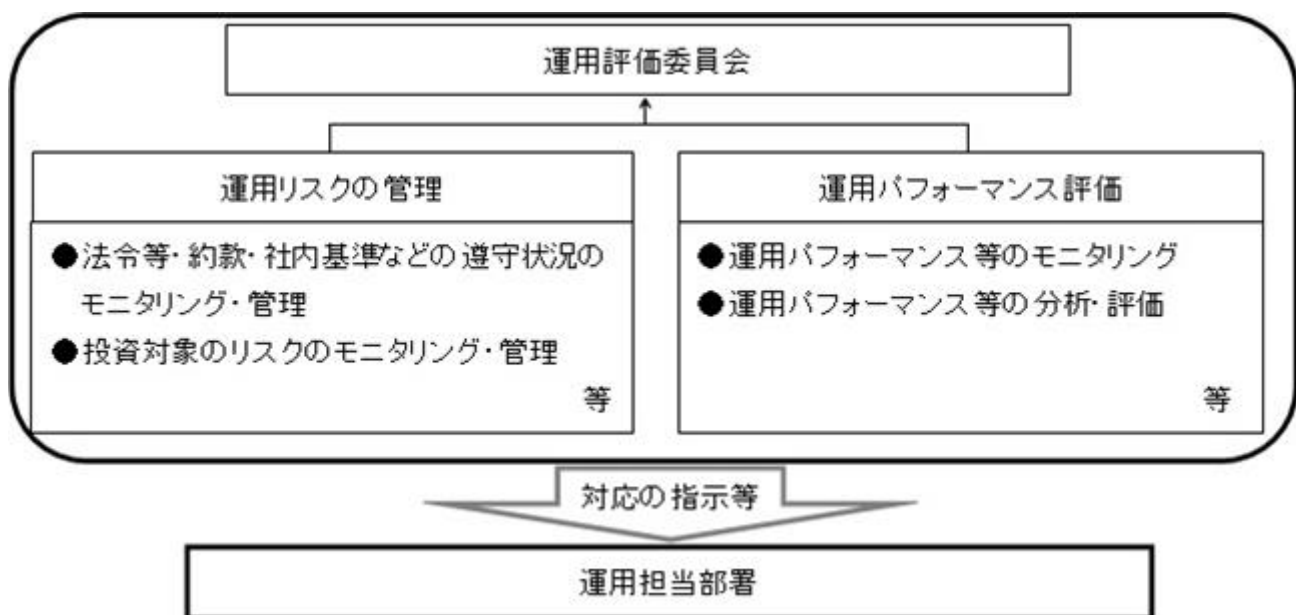 運用評価委員会
運用リスクの管理
●法令等・約款・社内基準などの遵守状況の
モニタリング・管理
●投資対象のリスクのモニタリング・管理
等
運用パフォーマンス評価
●運用パフォーマンス等のモニタリング
●運用パフォーマンス等の分析・評価
等
対応の指示等
運用担当部署